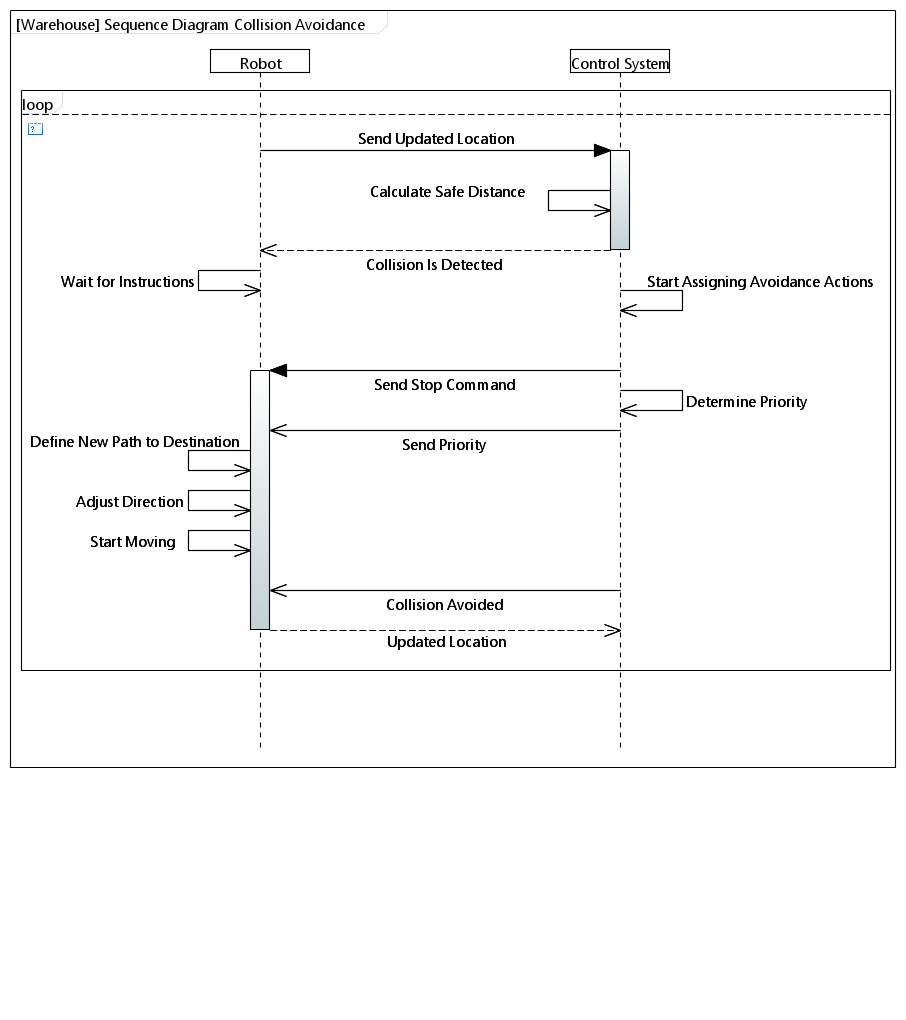 [Warehouse] Sequence Diagram Collision Avoidance
Robot
Control System
loop
?
Send Updated Location
Calculate Safe Distance
Collision Is Detected
Wait for Instructions
Start Assigning Avoidance Actions
Send Stop Command
Determine Priority
Send Priority
Define New Path to Destination
Adjust Direction
Start Moving
Collision Avoided
Updated Location